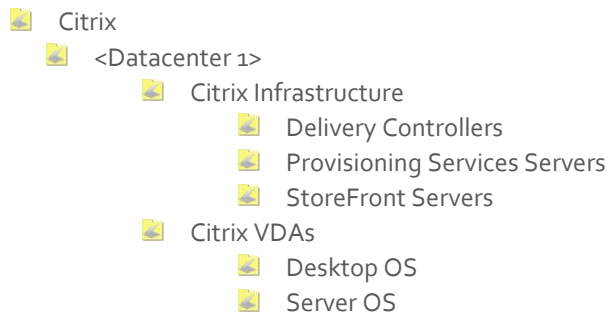 Citrix
<Datacenter 1>
Citrix Infrastructure
Delivery Controllers
Provisioning Services Servers
StoreFront Servers
Citrix VDAs
Desktop OS
Server OS